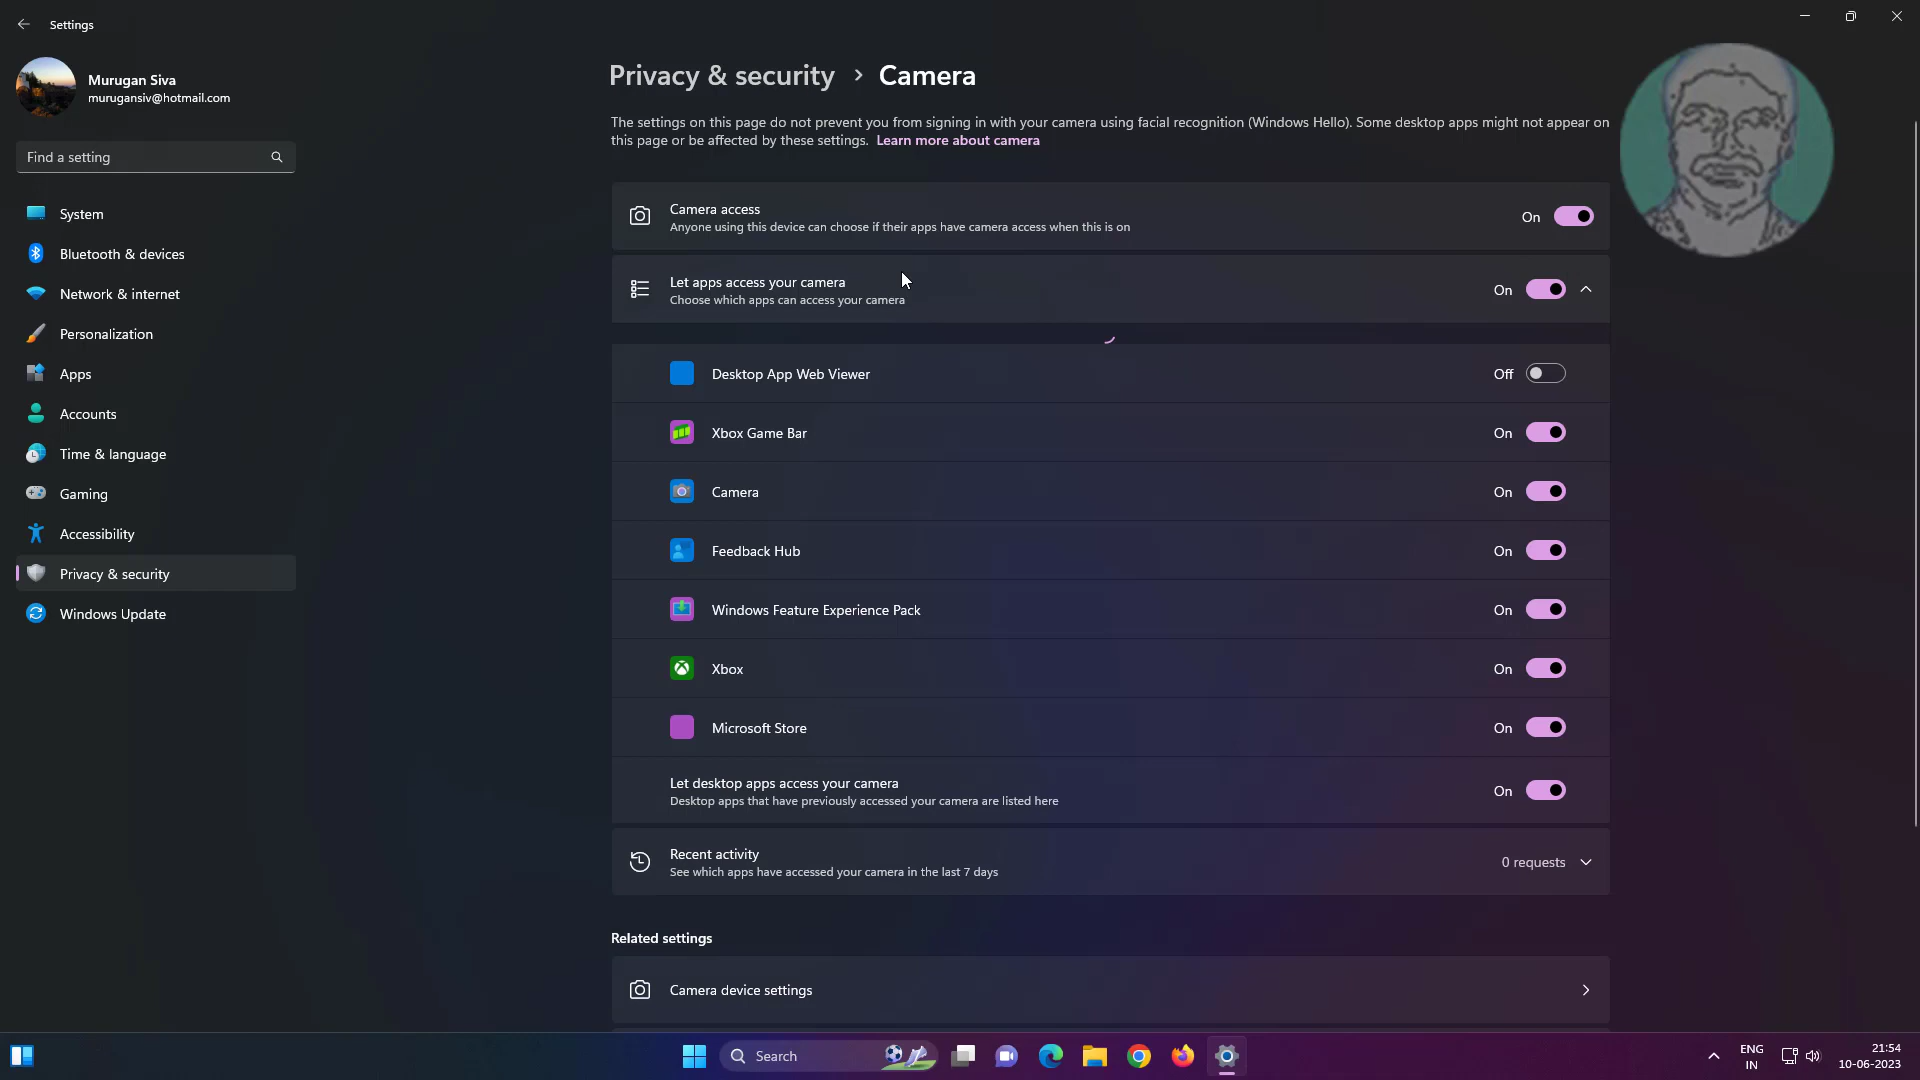 Settings
Murugan Siva
murugansiv@hotmail.com
Find a setting
System
Bluetooth & devices
Network & internet
Personalization
Apps
Accounts
Time & language
Gaming
Accessibility
Privacy & security
Windows Update
Privacy & security > Camera
The settings on this page do not prevent you from signing in with your camera using facial recognition (Windows Hello). Some desktop apps might not appear on
this page or be affected by these settings. Learn more about camera
Camera access
Anyone using this device can choose if their apps have camera access when this is on
On
Let apps access your camera
Choose which apps can access your camera
On
Desktop App Web Viewer Off
Xbox Game Bar On
Camera On
Feedback Hub On
Windows Feature Experience Pack On
Xbox On
Microsoft Store On
Let desktop apps access your camera
Desktop apps that have previously accessed your camera are listed here
On
Recent activity
See which apps have accessed your camera in the last 7 days
0 requests
Related settings
Camera device settings
Search
ENG
IN
21:54
10-06-2023